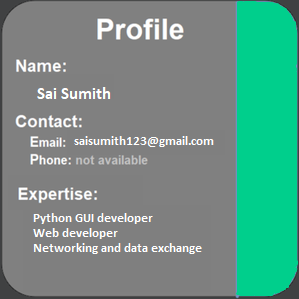 Profile
Name:
Sai Sumith
Contact:
Email: saisumith123@gmail.com
Phone: not available
Expertise:
Python GUI developer
Web developer
Networking and data exchange